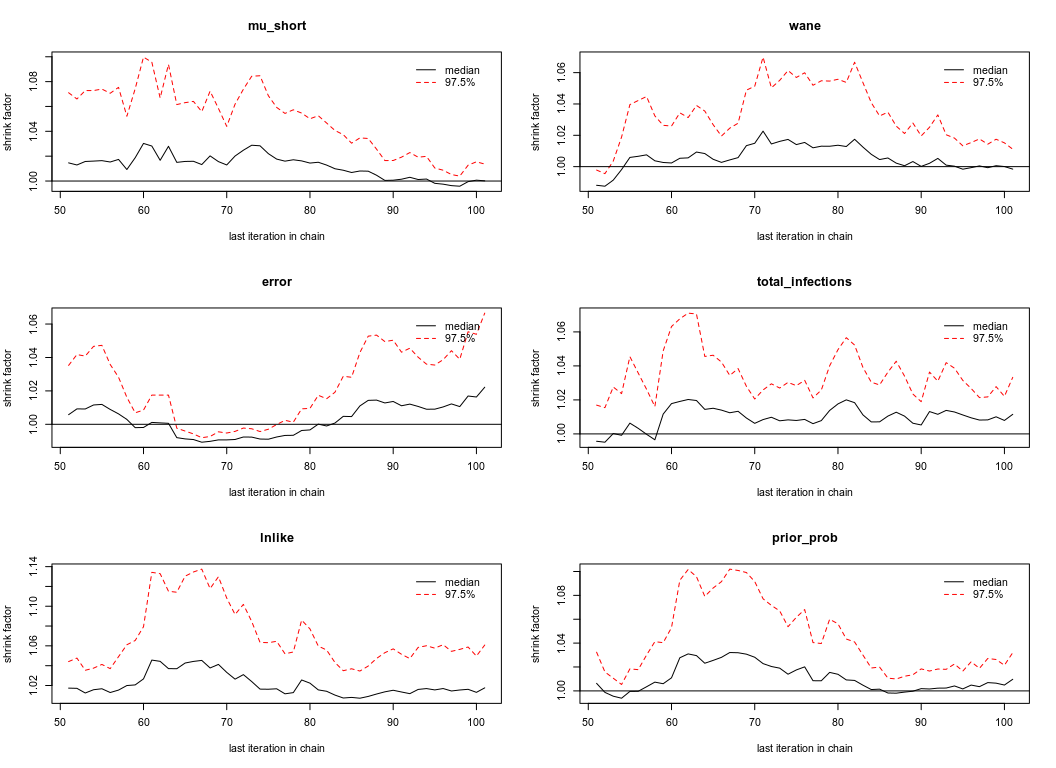 mu_short
shrink factor
1.00 1.04 1.08
median
97.5%
50 60 70 80 90 100
last iteration in chain
wane
shrink factor
1.00 1.02 1.04 1.06
median
97.5%
50 60 70 80 90 100
last iteration in chain
error
shrink factor
1.00 1.02 1.04 1.06
median
97.5%
50 60 70 80 90 100
last iteration in chain
total_infections
shrink factor
1.00 1.02 1.04 1.06
median
97.5%
50 60 70 80 90 100
last iteration in chain
lnlike
shrink factor
1.02 1.06 1.10 1.14
median
97.5%
50 60 70 80 90 100
last iteration in chain
prior_prob
shrink factor
1.00 1.04 1.08
median
97.5%
50 60 70 80 90 100
last iteration in chain